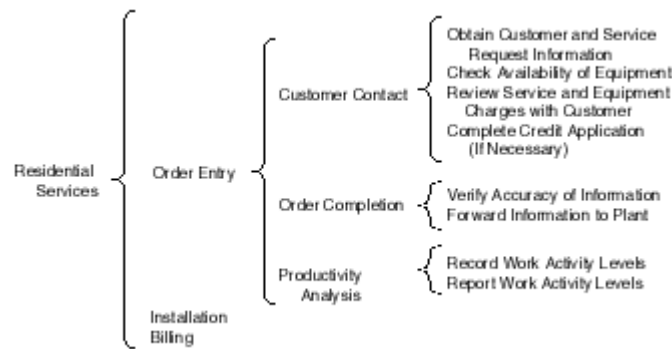 Residential
Services
Order Entry
Installation
Billing
Customer Contact
Order Completion
Productivity
Analysis
Obtain Customer and Service
Request Information
Check Availability of Equipment
Review Service and Equipment
Charges with Customer
Complete Credit Application
(If Necessary)
Verify Accuracy of Information
Forward Information to Plant
Record Work Activity Levels
Report Work Activity Levels